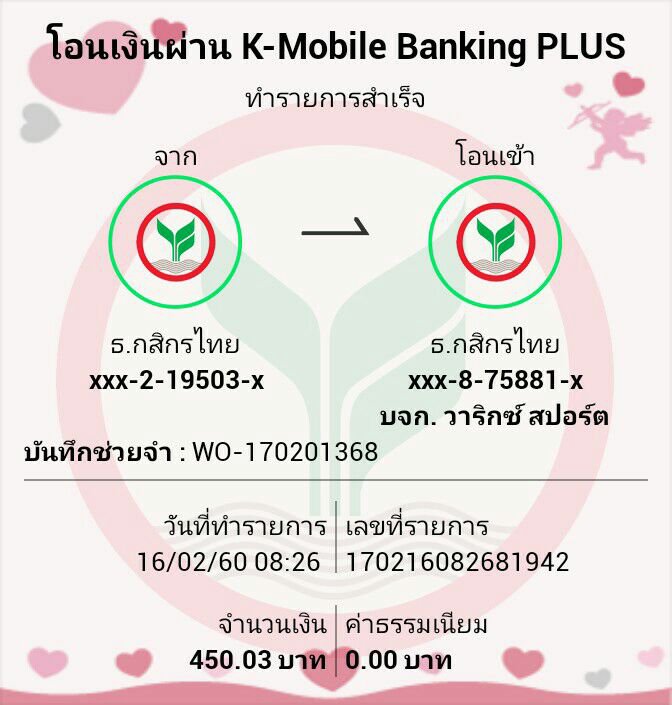 โอนเงินผ่าน K-Mobile Banking PLUS
ทำรายการสำเร็จ
จาก
โอนเข้า
ธ.กสิกรไทย
xxx-2-19503-x
ธ.กสิกรไทย
xxx-8-75881-x
บจก. วาริกซ์ สปอร์ต
บันทึกช่วยจำ : WO-170201368
วันที่ทำรายการ
16/02/60 08:26
เลขที่รายการ
170216082681942
จำนวนเงิน
450.03 บาท
ค่าธรรมเนียม
0.00 บาท